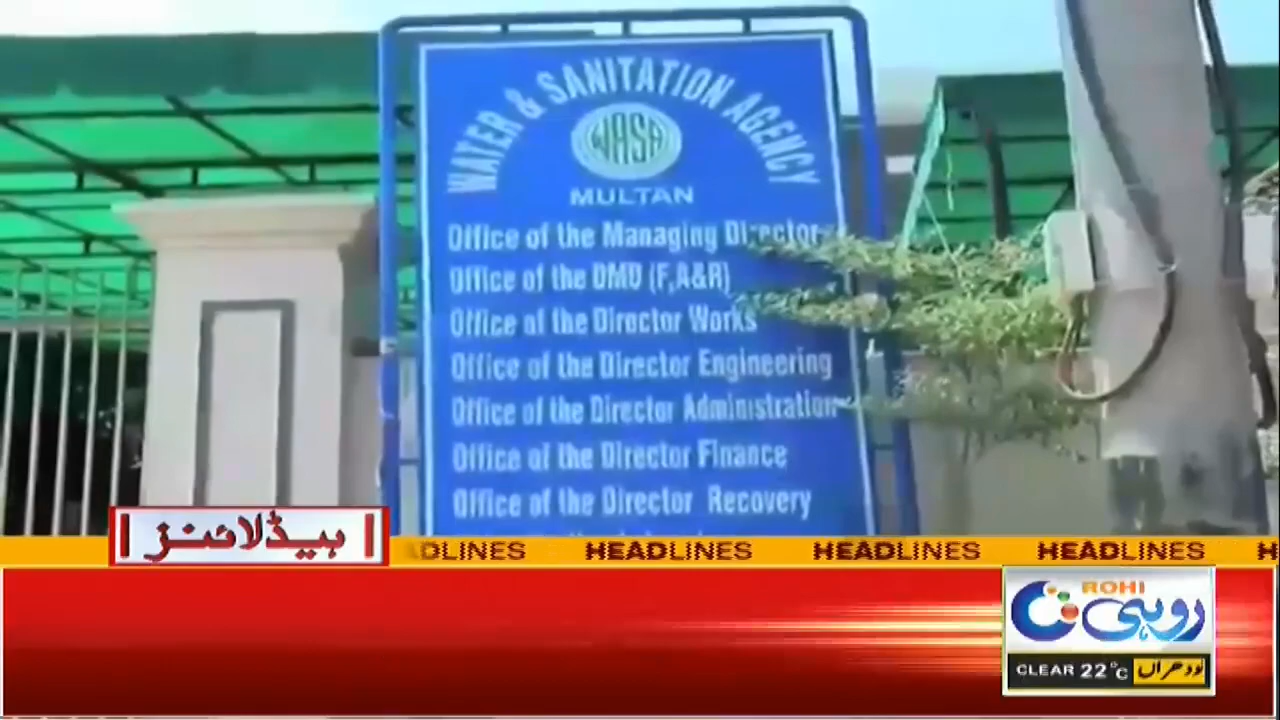 WATER & SANITATION AGENCY
WASA
MULTAN
Office of the Managing Director
Office of the DMD (F,A&R)
Office of the Director Works
Office of the Director Engineering
Office of the Director Administration
Office of the Director Finance
Office of the Director Recovery
ہیڈلائنز
HEADLINES HEADLINES HEADLINES
ROHI
روہی
CLEAR 22°C لودھراں